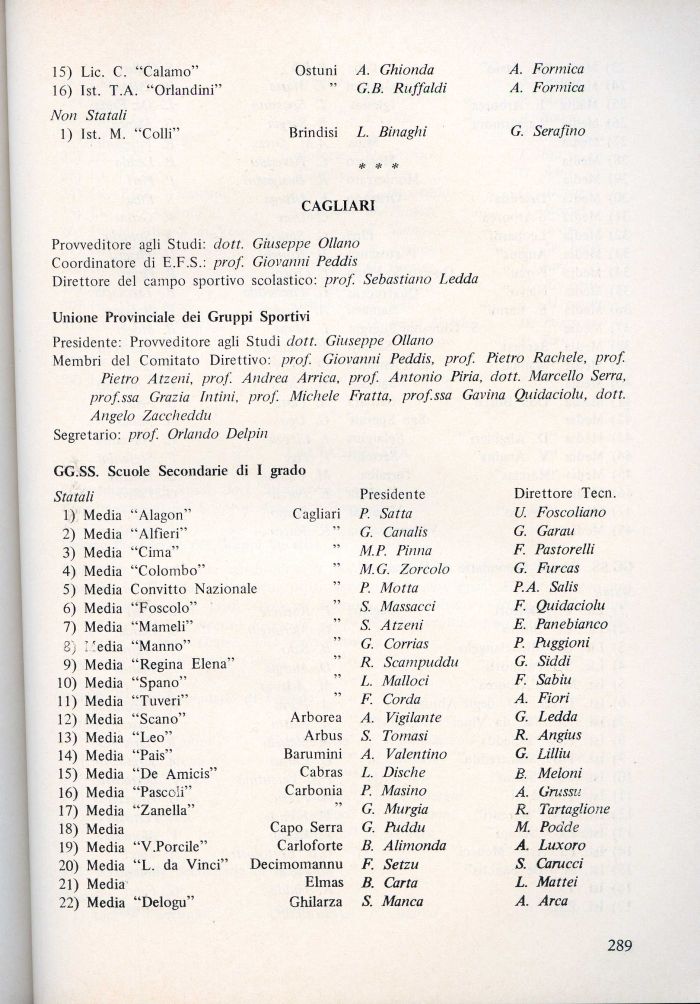 15) Lic. C. “Calamo” Ostuni A. Ghionda A. Formica
16) Ist. T.A. “Orlandini” ” G.B. Ruffaldi A. Formica
Non Statali
1) Ist. M. “Colli” Brindisi L. Binaghi G. Serafino
* * *
CAGLIARI
Provveditore agli Studi: dott. Giuseppe Ollano
Coordinatore di E.F.S.: prof. Giovanni Peddis
Direttore del campo sportivo scolastico: prof. Sebastiano Ledda
Unione Provinciale dei Gruppi Sportivi
Presidente: Provveditore agli Studi dott. Giuseppe Ollano
Membri del Comitato Direttivo: prof. Giovanni Peddis, prof. Pietro Rachele, prof.
Pietro Atzeni, prof. Andrea Arrica, prof. Antonio Piria, dott. Marcello Serra,
prof.ssa Grazia Intini, prof. Michele Fratta, prof.ssa Gavina Quidaciolu, dott.
Angelo Zaccheddu
Segretario: prof. Orlando Delpin
GG.SS. Scuole Secondarie di I grado
Statali Presidente Direttore Tecn.
1) Media “Alagon” Cagliari P. Satta U. Foscoliano
2) Media “Alfieri” ” G. Canalis G. Garau
3) Media “Cima” ” M.P. Pinna F. Pastorelli
4) Media “Colombo” ” M.G. Zorcolo G. Furcas
5) Media Convitto Nazionale ” P. Motta P.A. Salis
6) Media “Foscolo” ” S. Massacci F. Quidaciolu
7) Media “Mameli” ” S. Atzeni E. Panebianco
8) Media “Manno” ” G. Corrias P. Puggioni
9) Media “Regina Elena” ” R. Scampuddu G. Siddi
10) Media “Spano” ” L. Malloci F. Sabiu
11) Media “Tuveri” ” F. Corda A. Fiori
12) Media “Scano” Arborea A. Vigilante G. Ledda
13) Media “Leo” Arbus S. Tomasi R. Angius
14) Media “Pais” Barumini A. Valentino G. Lilliu
15) Media “De Amicis” Cabras L. Dische B. Meloni
16) Media “Pascoli” Carbonia P. Masino A. Grussu
17) Media “Zanella” ” G. Murgia R. Tartaglione
18) Media Capo Serra G. Puddu M. Podde
19) Media “V.Porcile” Carloforte B. Alimonda A. Luxoro
20) Media “L. da Vinci” Decimomannu F. Setzu S. Carucci
21) Media Elmas B. Carta L. Mattei
22) Media “Delogu” Ghilarza S. Manca A. Arca
289